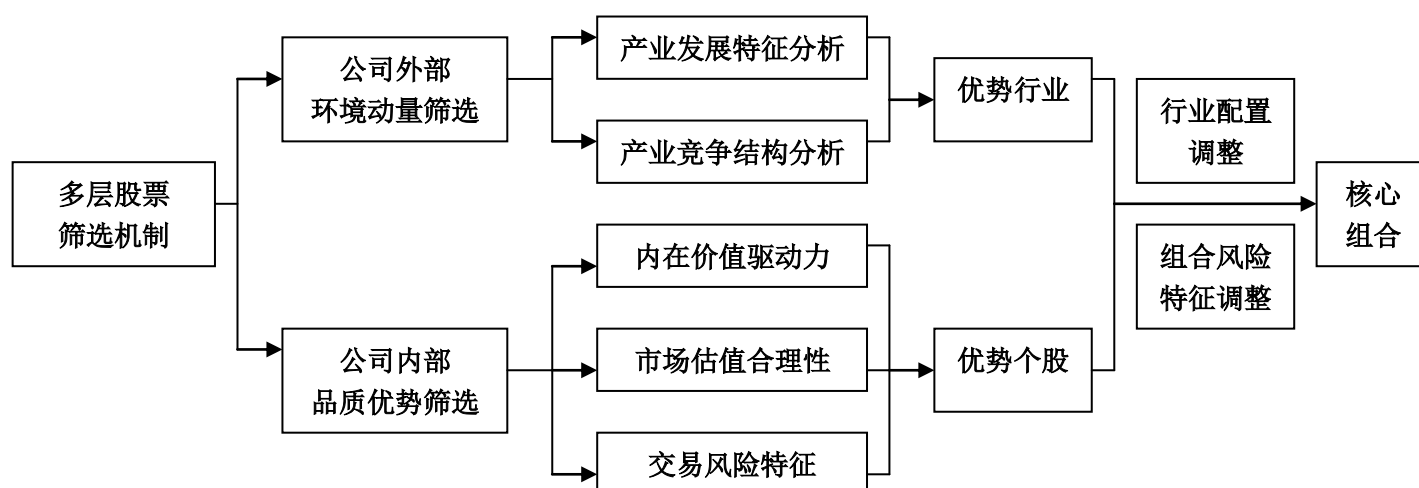 多层股票
筛选机制
公司外部
环境动量筛选
公司内部
品质优势筛选
产业发展特征分析
产业竞争结构分析
内在价值驱动力
市场估值合理性
交易风险特征
优势行业
优势个股
行业配置
调整
组合风险
特征调整
核心
组合